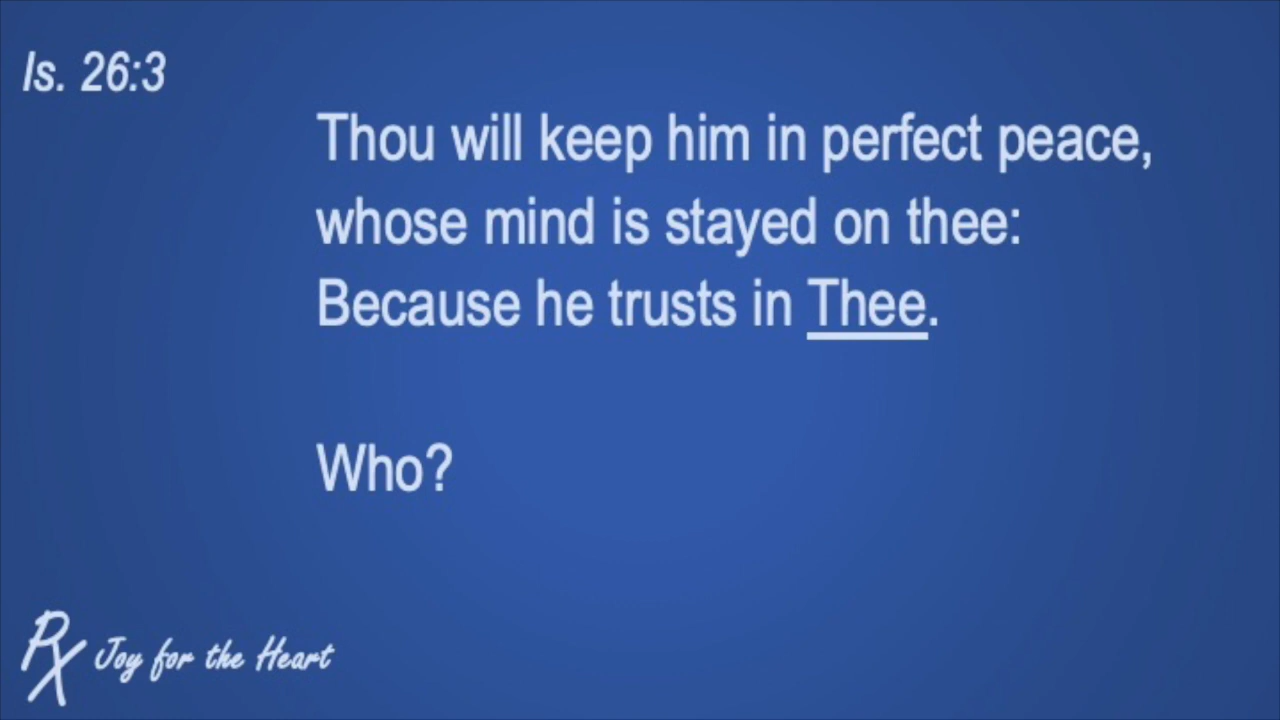 Is. 26:3
Thou will keep him in perfect peace,
whose mind is stayed on thee:
Because he trusts in Thee.
Who?
Rx Joy for the Heart